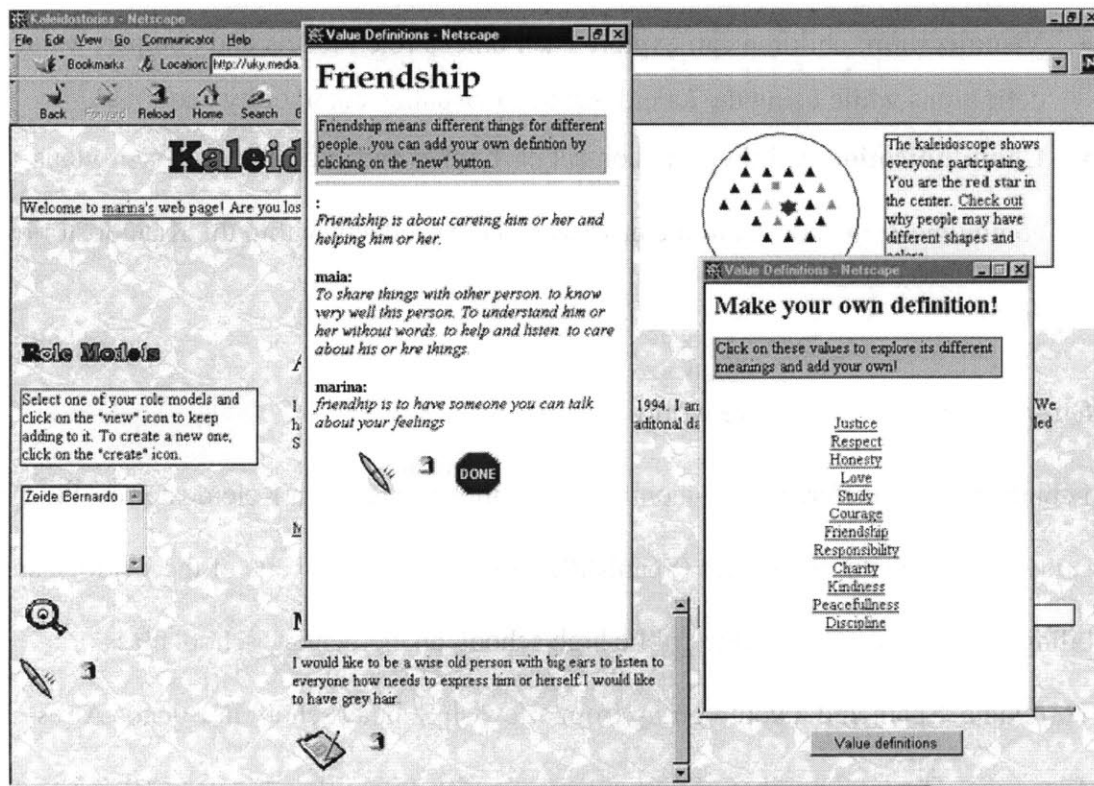 Kaleidostories - Netscape
File Edit View Go Communicator Help
Bookmarks Location: http://uky.media.
Back Forward Reload Home Search G
Kaleid
Welcome to marina's web page! Are you los
The kaleidoscope shows
everyone participating.
You are the red star in
the center. Check out
why people may have
different shapes and
colors
Role Models
Select one of your role models and
click on the "view" icon to keep
adding to it. To create a new one,
click on the "create" icon.
Zeide Bernardo
1994. I am
aditonal da
We
led
I would like to be a wise old person with big ears to listen to
everyone how needs to express him or herself. I would like
to have grey hair.
Value definitions
Value Definitions - Netscape
Friendship
Friendship means different things for different
people...you can add your own defintion by
clicking on the "new" button.
:
Friendship is about careing him or her and
helping him or her.
maia:
To share things with other person. to know
very well this person. To understand him or
her without words. to help and listen. to care
about his or hre things.
marina:
friendhip is to have someone you can talk
about your feelings
DONE
Value Definitions - Netscape
Make your own definition!
Click on these values to explore its different
meanings and add your own!
Justice
Respect
Honesty
Love
Study
Courage
Friendship
Responsibility
Charity
Kindness
Peacefullness
Discipline